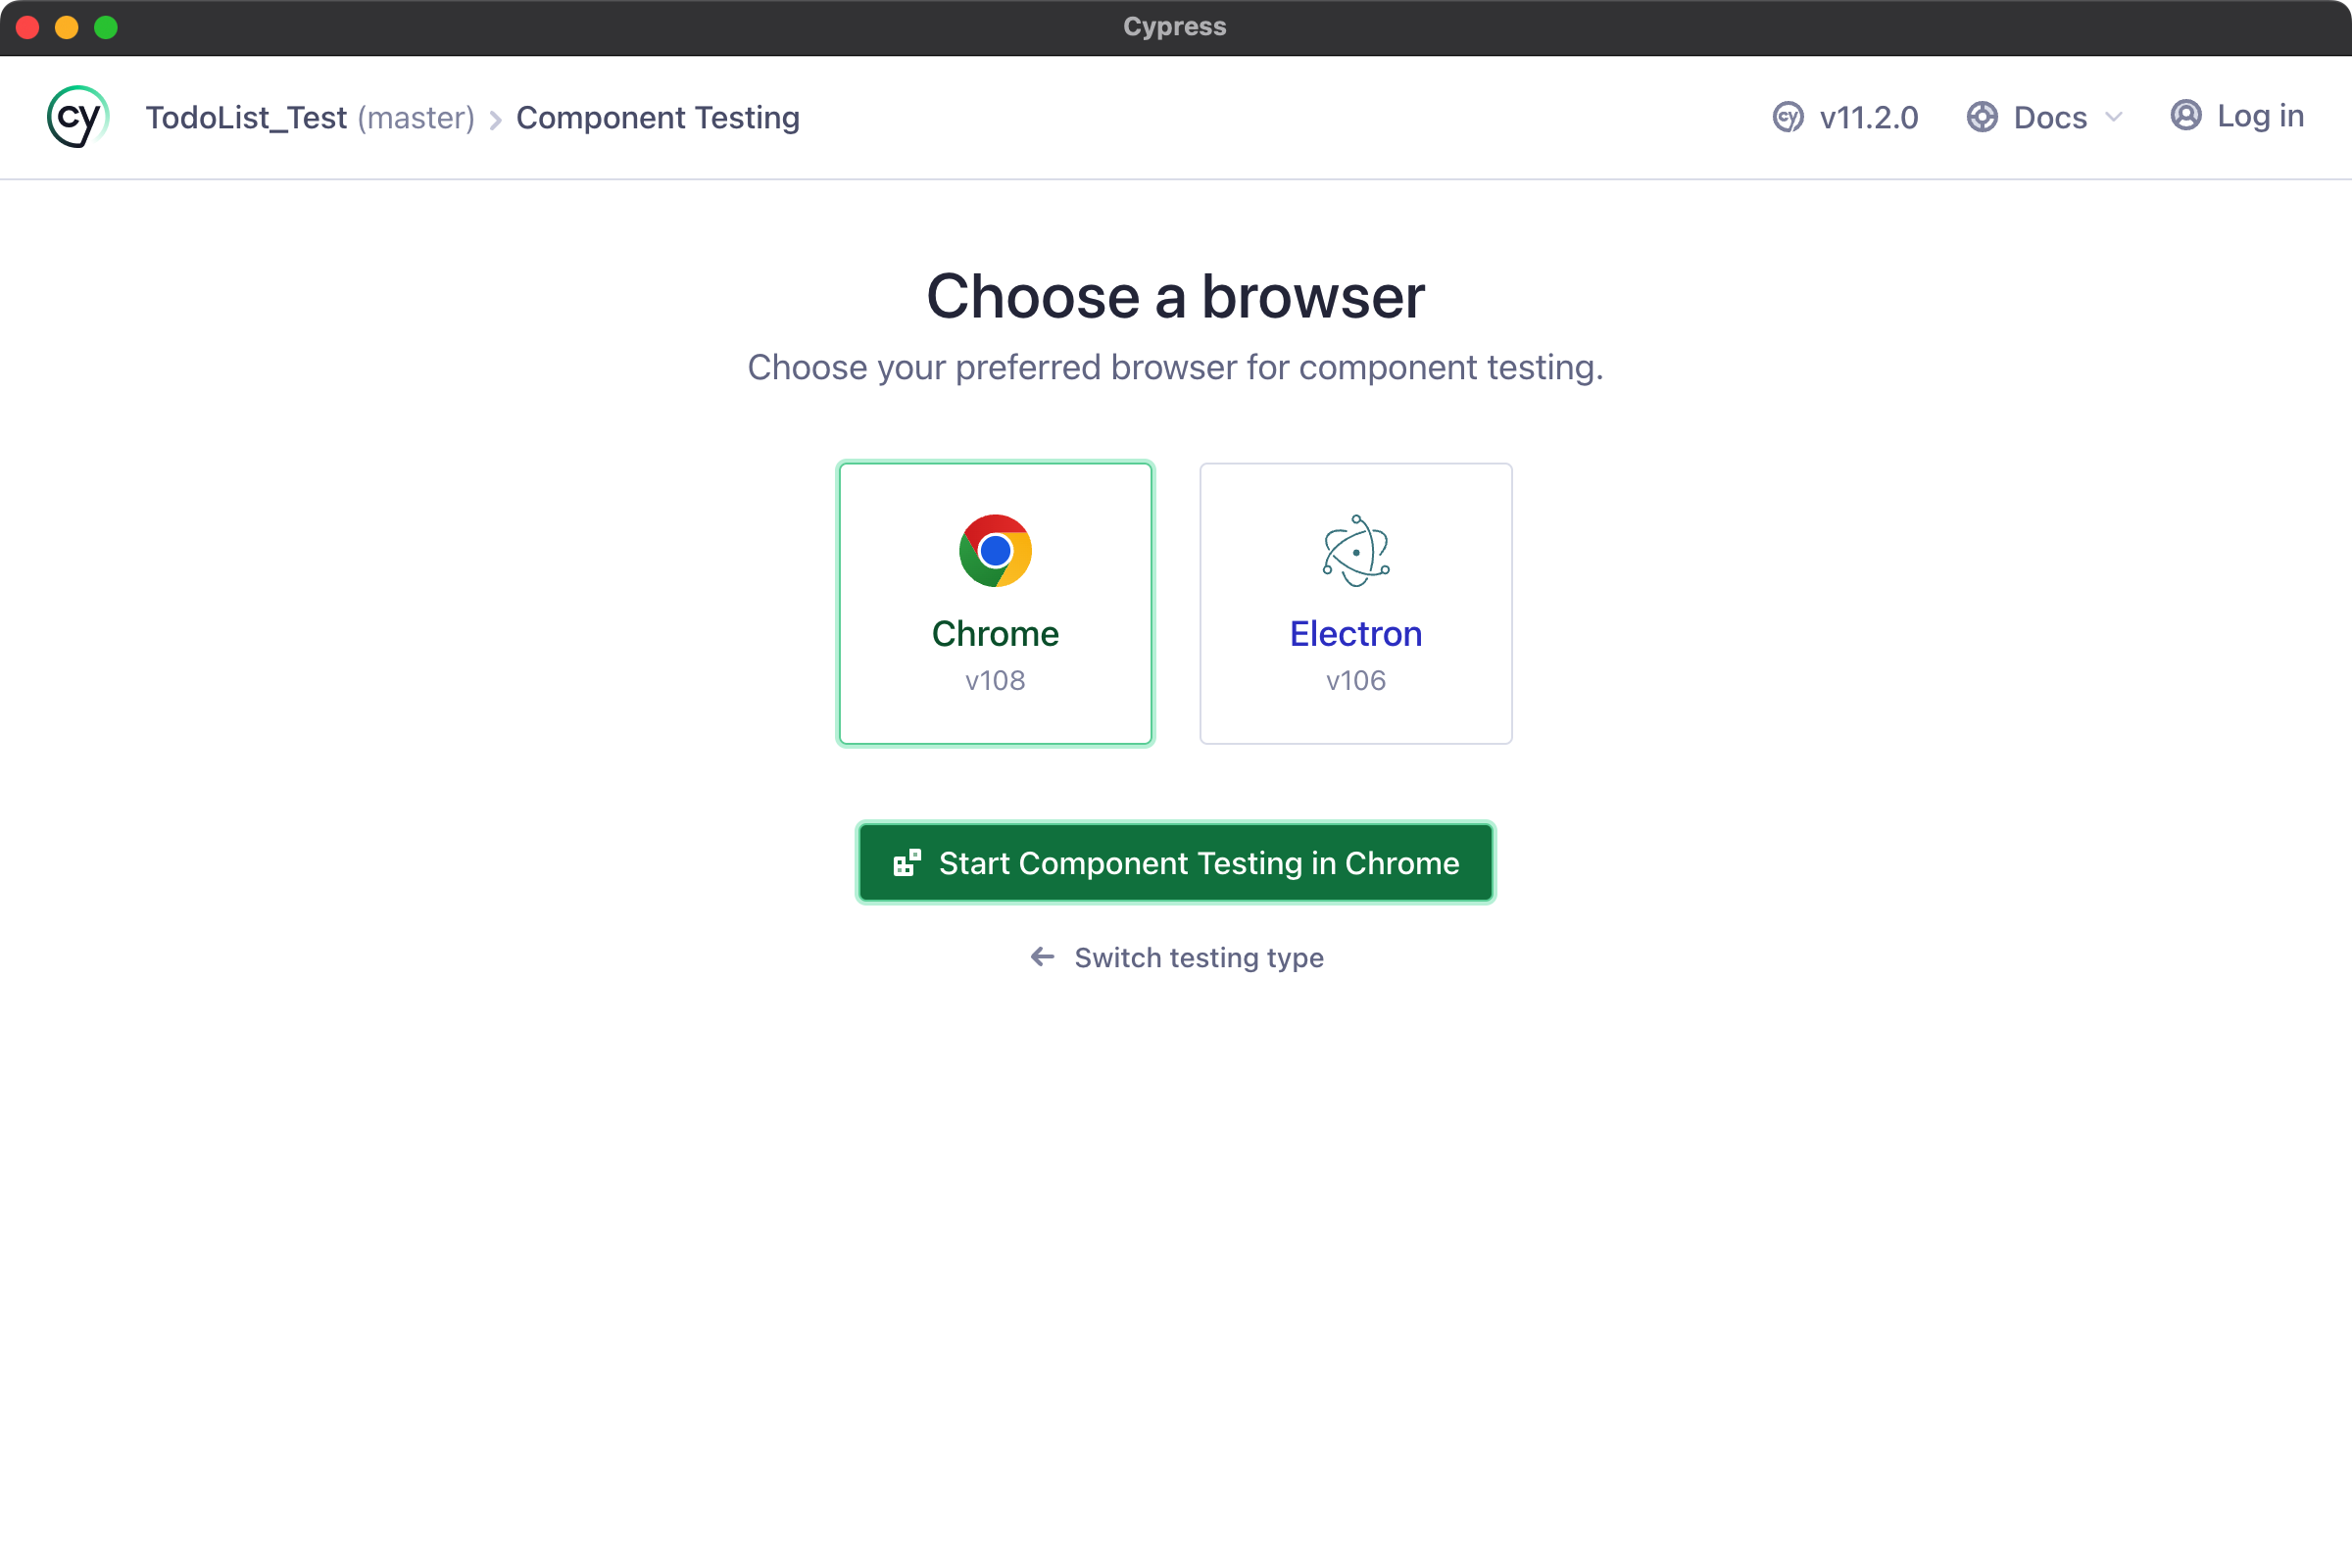 Cypress
cy TodoList_Test (master) > Component Testing
cy v11.2.0 Docs Log in
Choose a browser
Choose your preferred browser for component testing.
Chrome
v108
Electron
v106
Start Component Testing in Chrome
← Switch testing type